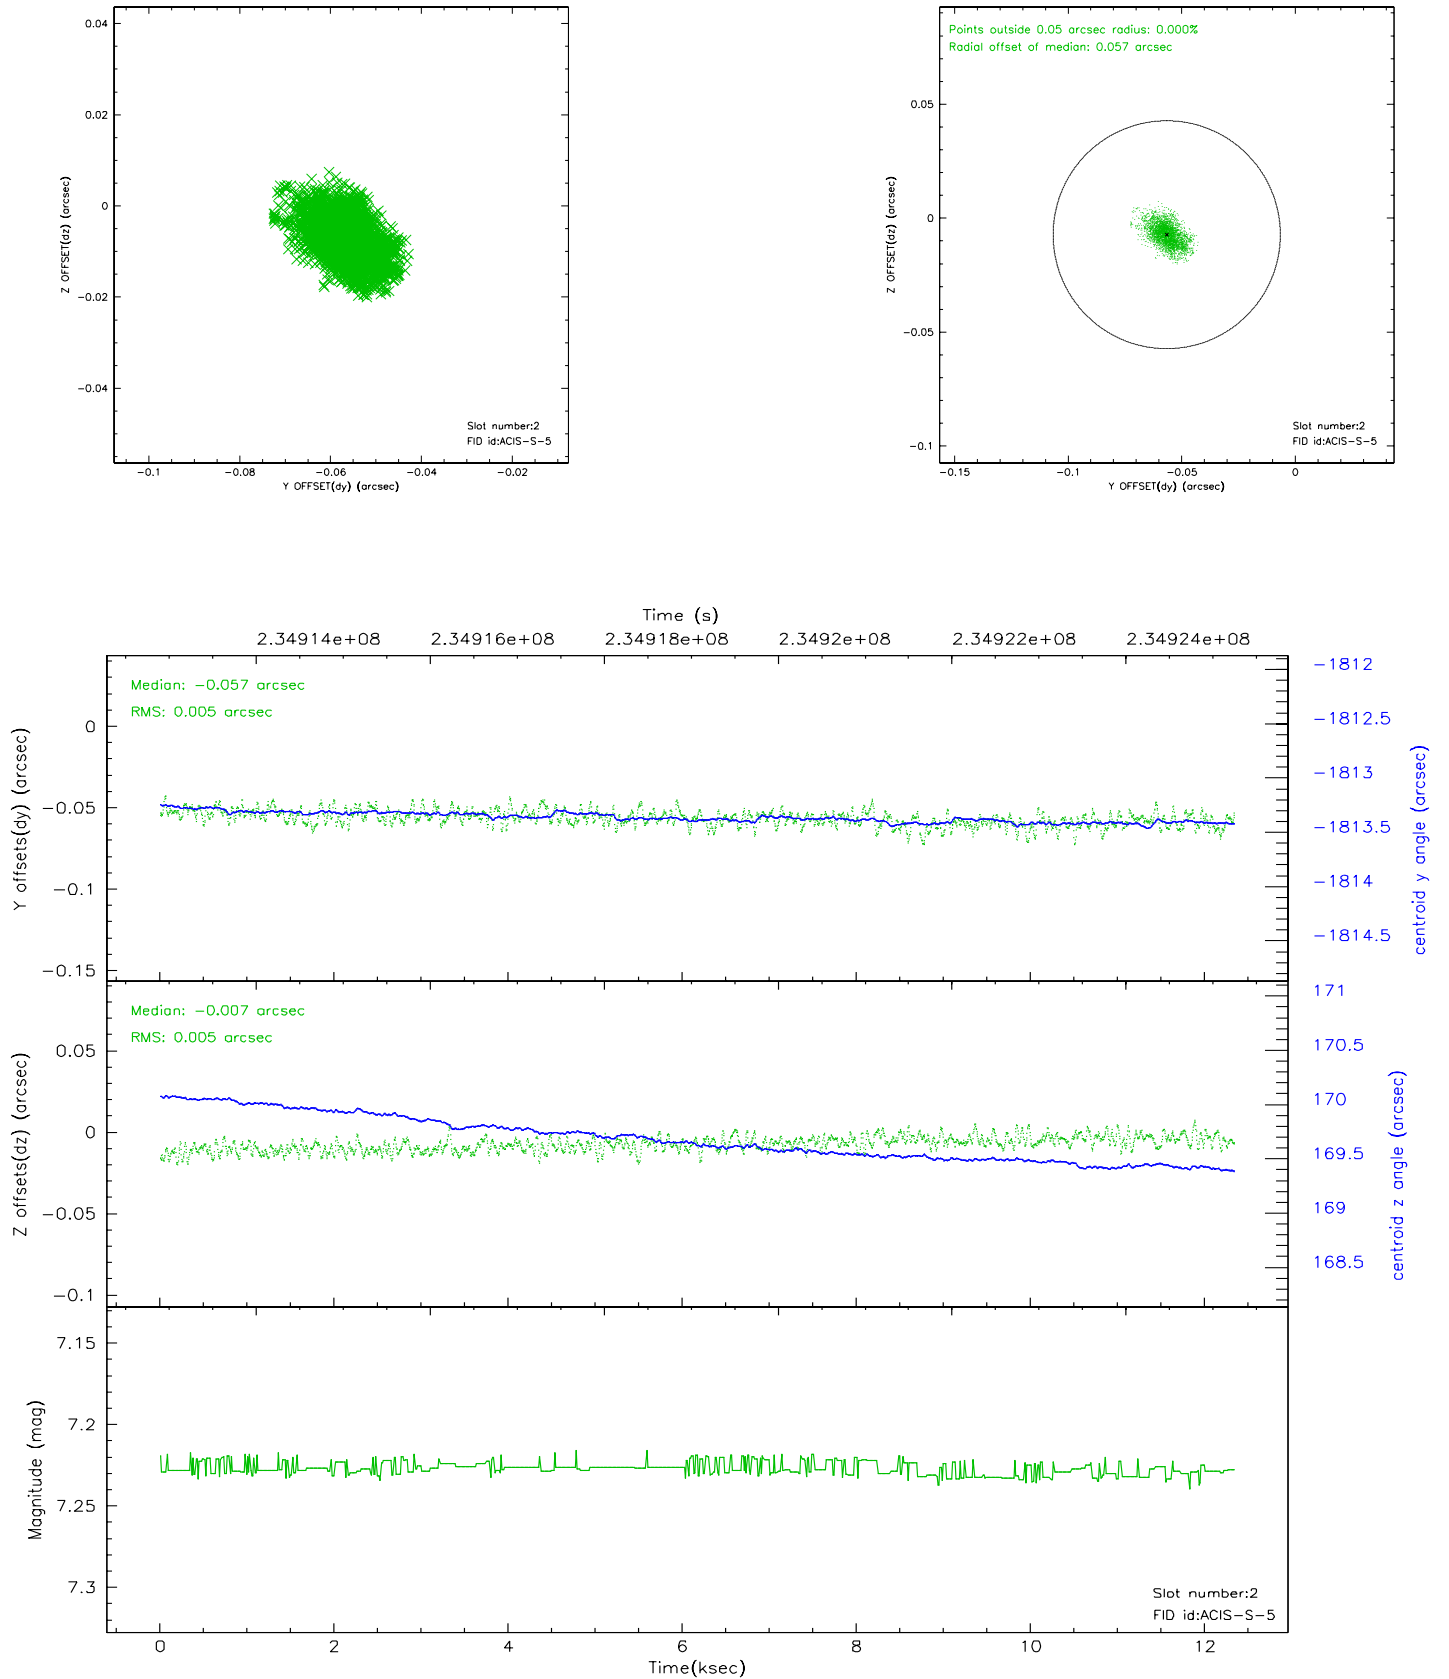 0.04
0.02
0
−0.02
−0.04
Z OFFSET(dz) (arcsec)
Slot number:2
FID id:ACIS−S−5
−0.1
−0.08
−0.06
−0.04
−0.02
Y OFFSET(dy) (arcsec)
Points outside 0.05 arcsec radius: 0.000%
Radial offset of median: 0.057 arcsec
0.05
0
−0.05
−0.1
Z OFFSET(dz) (arcsec)
Slot number:2
FID id:ACIS−S−5
−0.15
−0.1
−0.05
0
Y OFFSET(dy) (arcsec)
Time (s)
2.34914e+08
2.34916e+08
2.34918e+08
2.3492e+08
2.34922e+08
2.34924e+08
Median: −0.057 arcsec
RMS: 0.005 arcsec
0
−0.05
−0.1
−0.15
Y offsets(dy) (arcsec)
−1812
−1812.5
−1813
−1813.5
−1814
−1814.5
centroid y angle (arcsec)
Median: −0.007 arcsec
RMS: 0.005 arcsec
0.05
0
−0.05
−0.1
Z offsets(dz) (arcsec)
171
170.5
170
169.5
169
168.5
centroid z angle (arcsec)
7.15
7.2
7.25
7.3
Magnitude (mag)
Slot number:2
FID id:ACIS−S−5
0
2
4
6
8
10
12
Time(ksec)